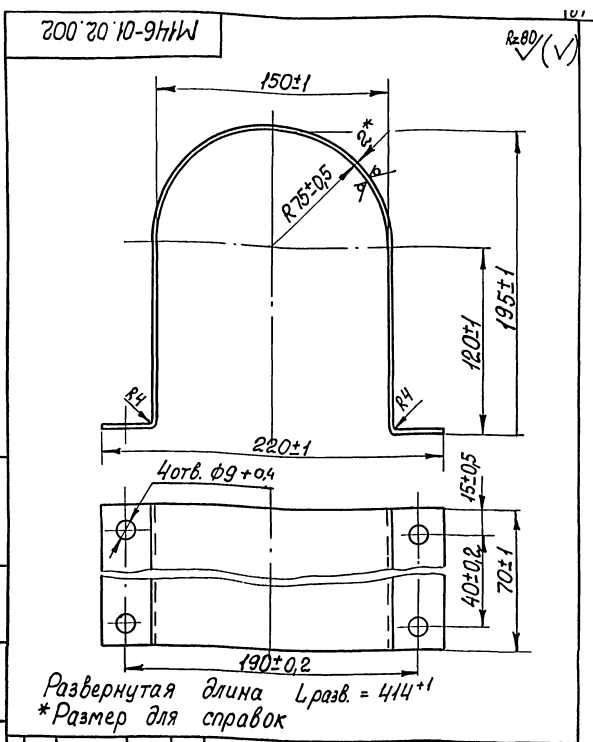 М1146-01.02.002
Rz80 (√)
150±1
2*
R75±0,5
195±1
120±1
R4
R4
220±1
4отв. ф9+0,4
15±0,5
40±0,2
70±1
190±0,2
Развернутая длина Lразв. = 414⁺¹
*Размер для справок